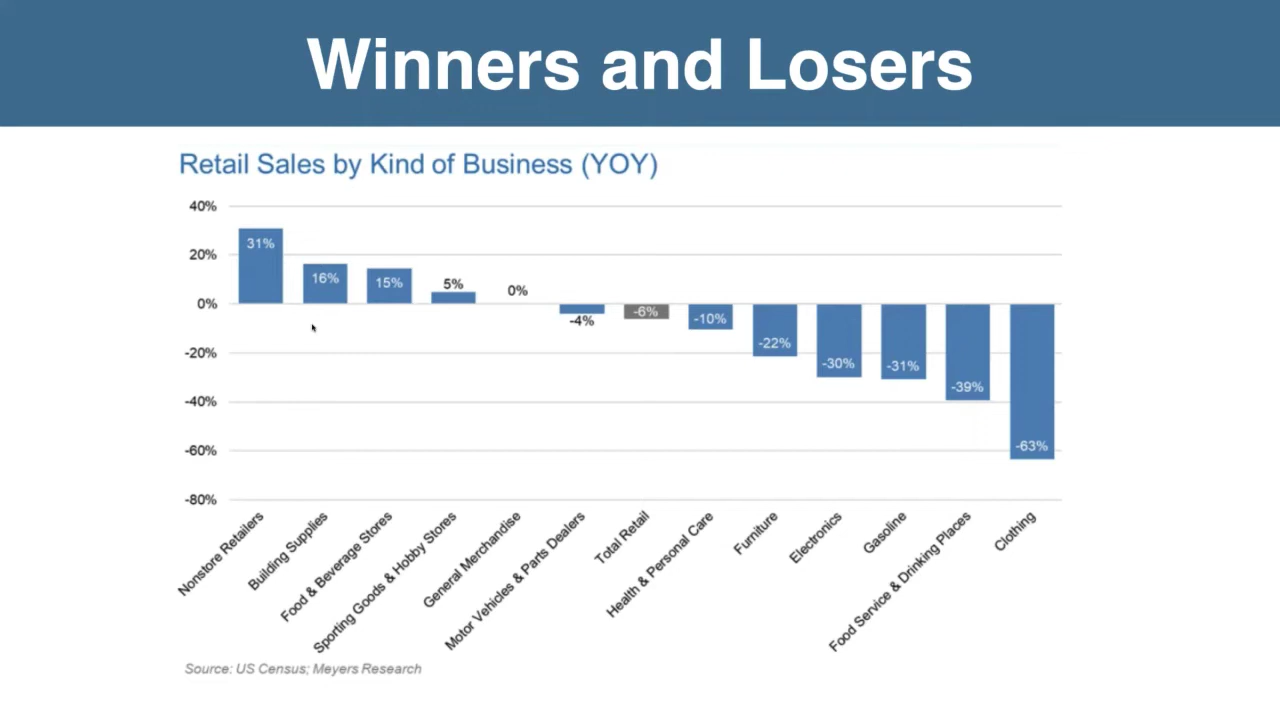 Winners and Losers
Retail Sales by Kind of Business (YOY)
40%
20%
0%
-20%
-40%
-60%
-80%
31%
16%
15%
5%
0%
-4%
-6%
-10%
-22%
-30%
-31%
-39%
-63%
Nonstore Retailers
Building Supplies
Food & Beverage Stores
Sporting Goods & Hobby Stores
General Merchandise
Motor Vehicles & Parts Dealers
Total Retail
Health & Personal Care
Furniture
Electronics
Gasoline
Food Service & Drinking Places
Clothing
Source: US Census; Meyers Research